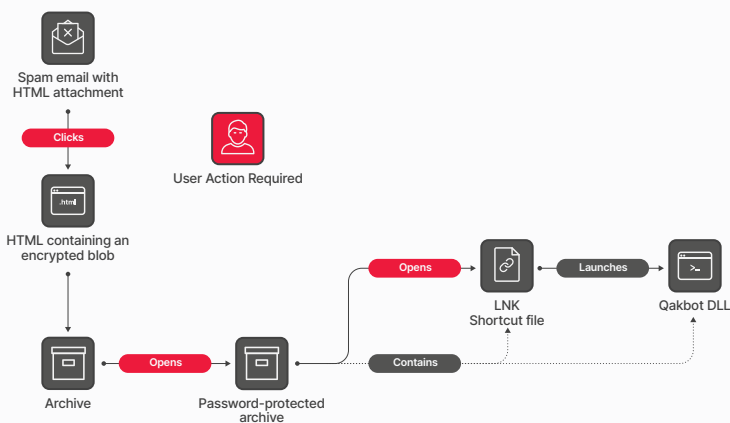 Spam email with
HTML attachment
Clicks
User Action Required
.html
HTML containing an
encrypted blob
Opens
LNK
Shortcut file
Launches
>_
Qakbot DLL
Archive
Opens
Password-protected
archive
Contains